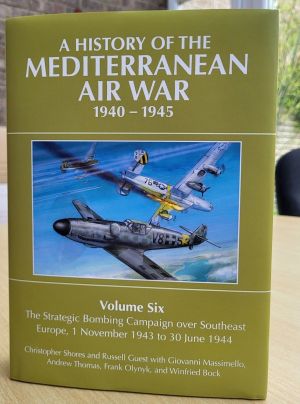 A HISTORY OF THE
MEDITERRANEAN
AIR WAR
1940 – 1945
Volume Six
The Strategic Bombing Campaign over Southeast
Europe, 1 November 1943 to 30 June 1944
Christopher Shores and Russell Guest with Giovanni Massimello,
Andrew Thomas, Frank Olynyk, and Winfried Bock